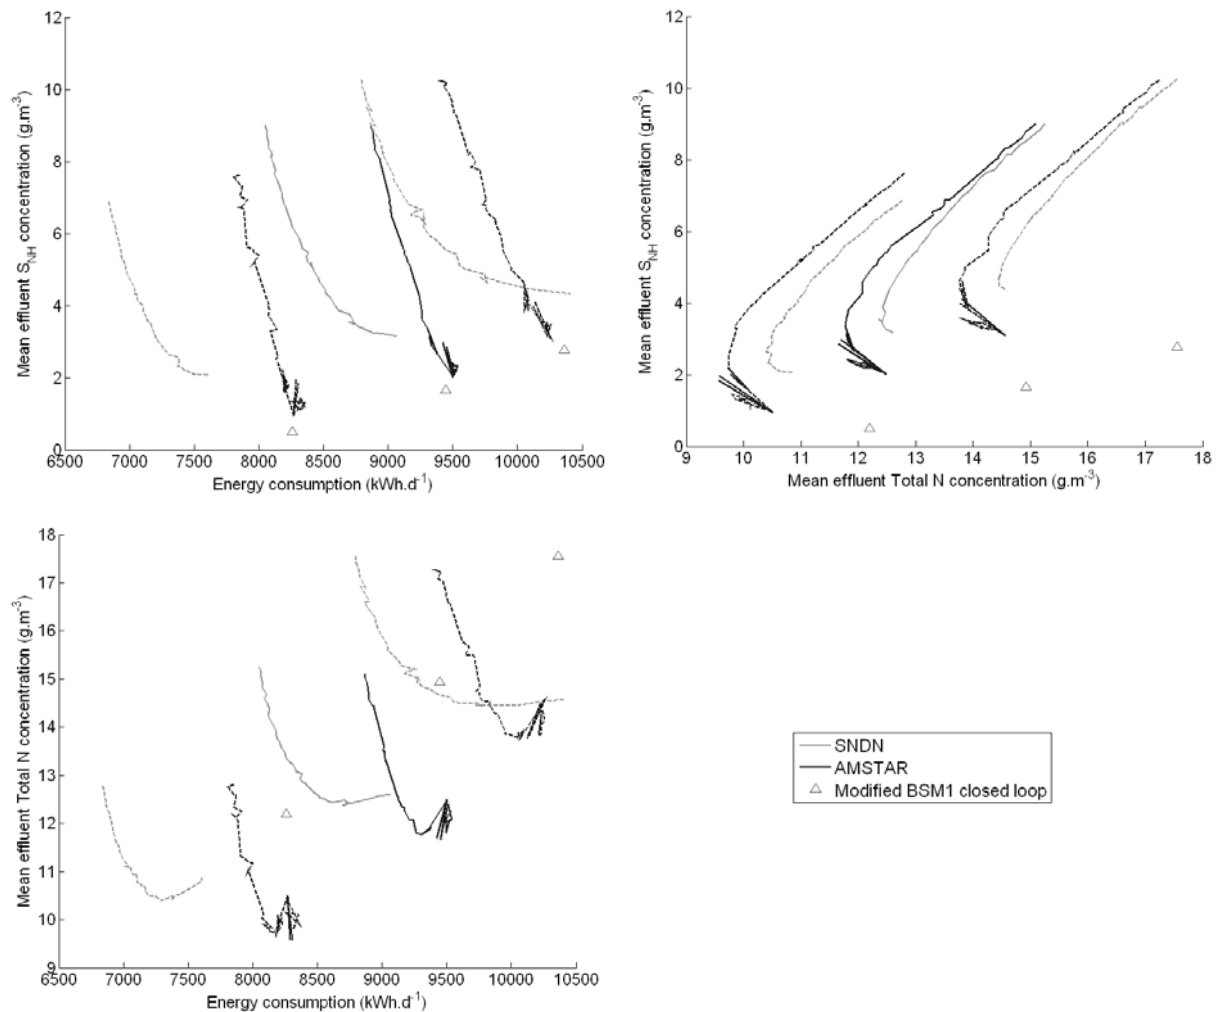 12
10
8
6
4
2
0
Mean effluent S_NH concentration (g.m⁻³)
6500 7000 7500 8000 8500 9000 9500 10000 10500
Energy consumption (kWh.d⁻¹)
12
10
8
6
4
2
0
Mean effluent S_NH concentration (g.m⁻³)
9 10 11 12 13 14 15 16 17 18
Mean effluent Total N concentration (g.m⁻³)
18
17
16
15
14
13
12
11
10
9
Mean effluent Total N concentration (g.m⁻³)
6500 7000 7500 8000 8500 9000 9500 10000 10500
Energy consumption (kWh.d⁻¹)
SNDN
AMSTAR
Modified BSM1 closed loop